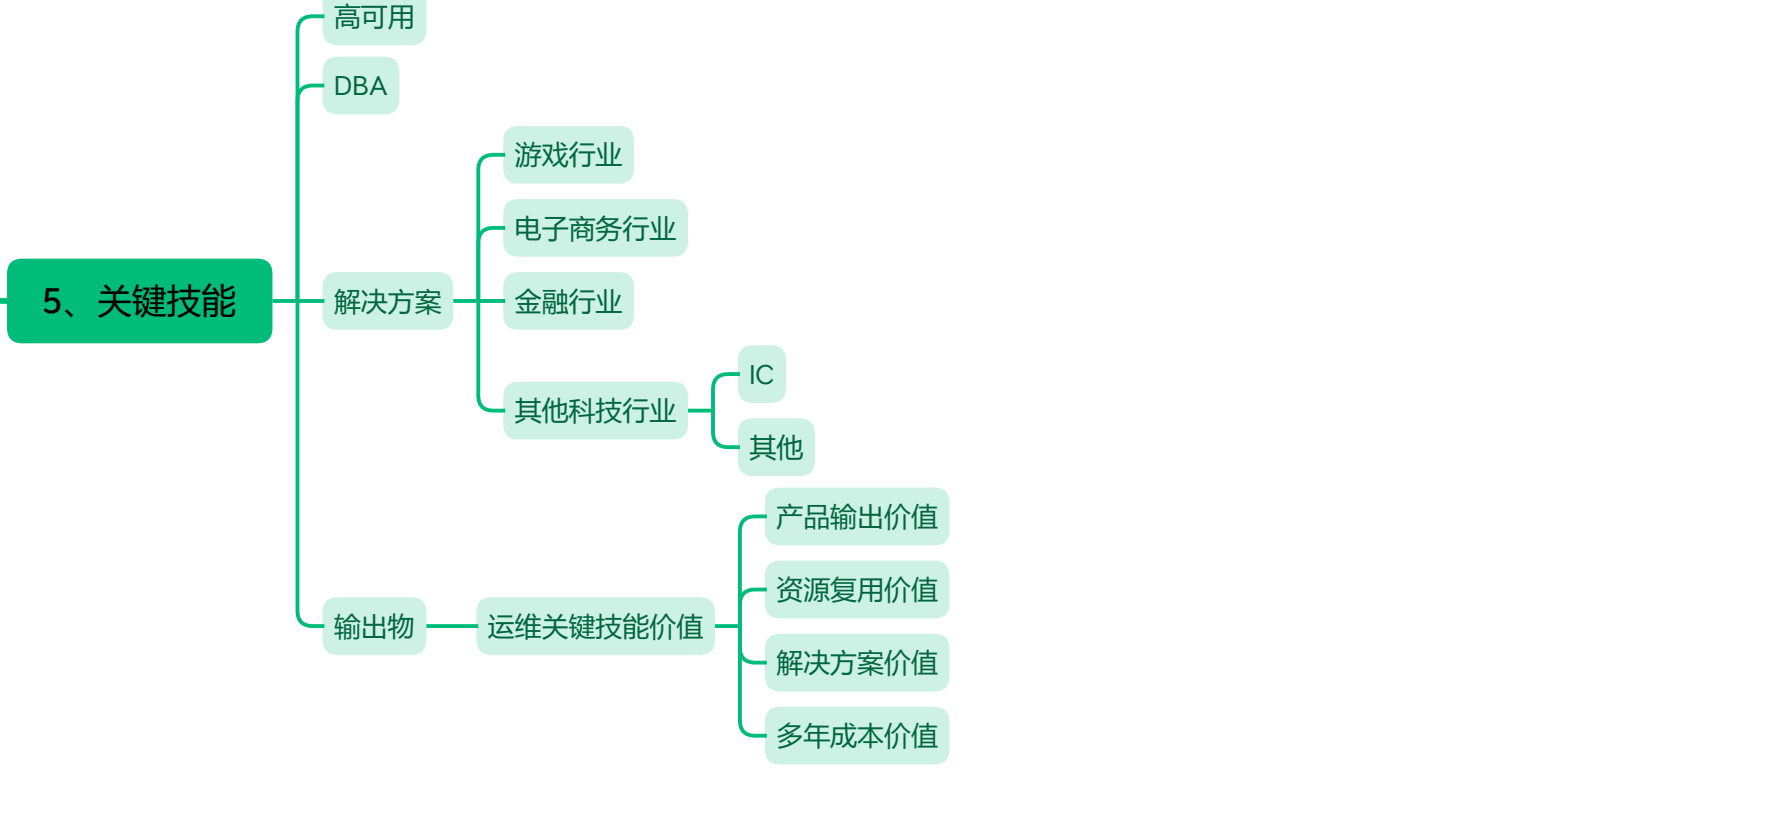 高可用
DBA
游戏行业
电子商务行业
5、关键技能
解决方案
金融行业
IC
其他科技行业
其他
产品输出价值
资源复用价值
输出物
运维关键技能价值
解决方案价值
多年成本价值